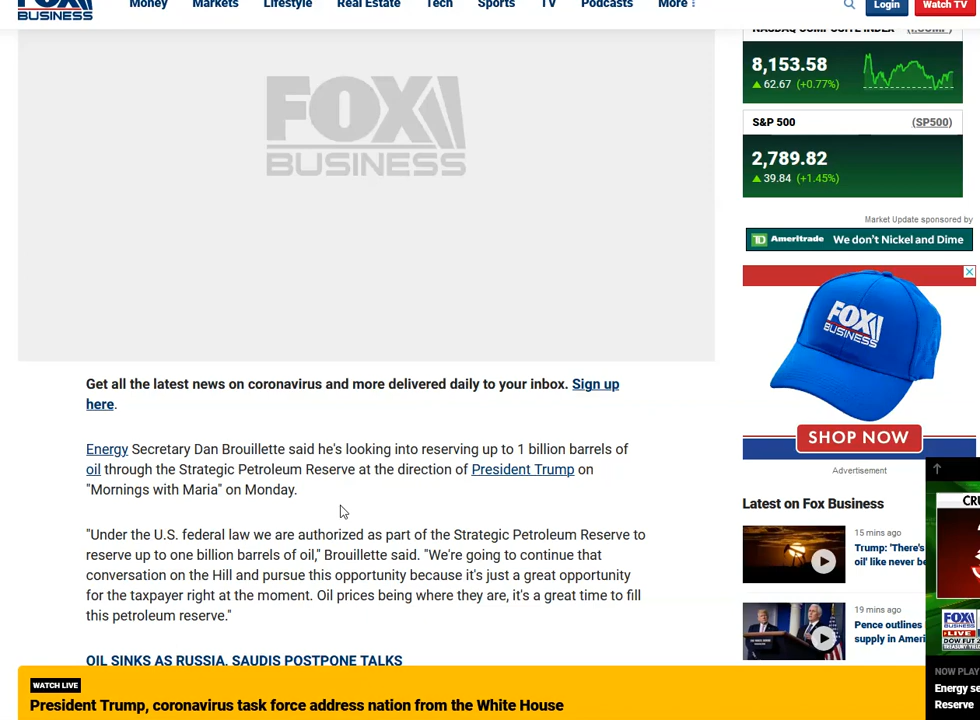 FOX
BUSINESS
Money Markets Lifestyle Real Estate Tech Sports TV Podcasts More
Login
Watch TV
FOX
BUSINESS
NASDAQ COMPOSITE INDEX (I:COMP)
8,153.58
62.67 (+0.77%)
S&P 500 (SP500)
2,789.82
39.84 (+1.45%)
Market Update sponsored by
TD Ameritrade We don't Nickel and Dime
FOX
BUSINESS
SHOP NOW
Advertisement
Get all the latest news on coronavirus and more delivered daily to your inbox. Sign up
here.
Energy Secretary Dan Brouillette said he's looking into reserving up to 1 billion barrels of
oil through the Strategic Petroleum Reserve at the direction of President Trump on
"Mornings with Maria" on Monday.
"Under the U.S. federal law we are authorized as part of the Strategic Petroleum Reserve to
reserve up to one billion barrels of oil," Brouillette said. "We're going to continue that
conversation on the Hill and pursue this opportunity because it's just a great opportunity
for the taxpayer right at the moment. Oil prices being where they are, it's a great time to fill
this petroleum reserve."
OIL SINKS AS RUSSIA, SAUDIS POSTPONE TALKS
Latest on Fox Business
15 mins ago
Trump: 'There's
oil' like never be
19 mins ago
Pence outlines
supply in Ameri
CRU
FOX
BUSINESS
LIVE
DOW FUT
TREASURY YIEL
NOW PLAY
Energy se
Reserve
WATCH LIVE
President Trump, coronavirus task force address nation from the White House